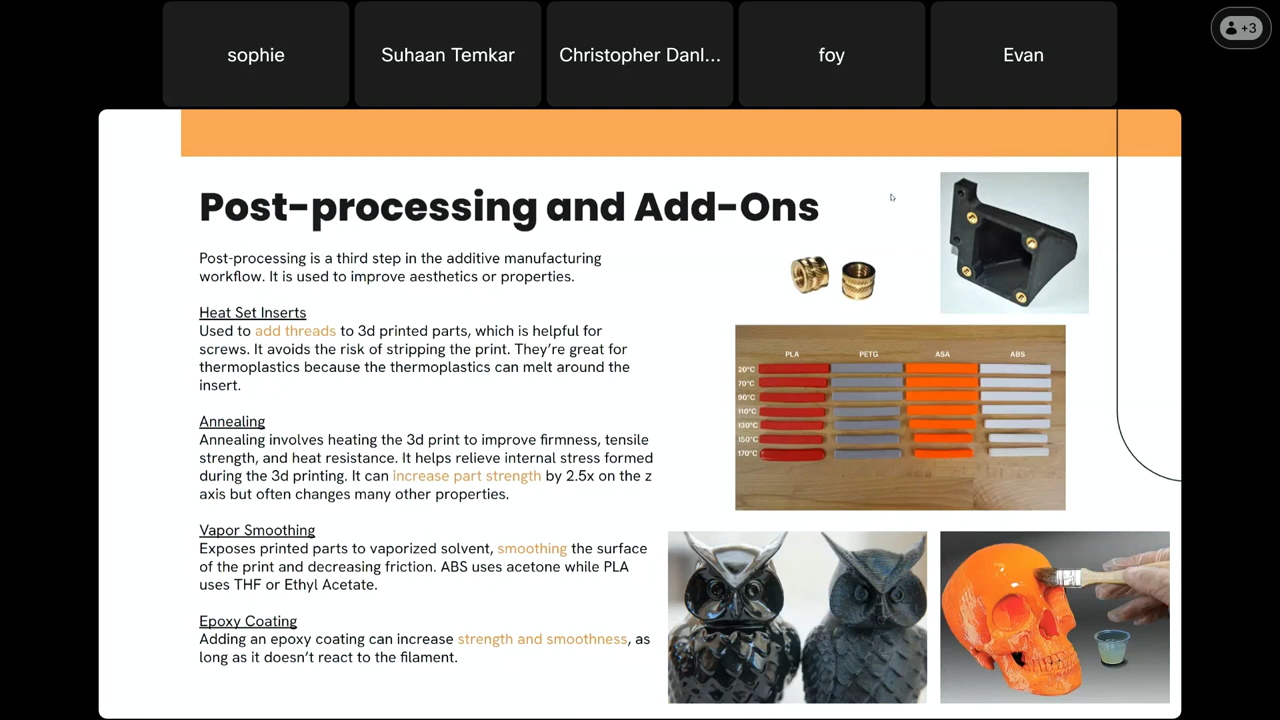 sophie
Suhaan Temkar
Christopher Danl...
foy
Evan
+3
Post-processing and Add-Ons
Post-processing is a third step in the additive manufacturing
workflow. It is used to improve aesthetics or properties.
Heat Set Inserts
Used to add threads to 3d printed parts, which is helpful for
screws. It avoids the risk of stripping the print. They're great for
thermoplastics because the thermoplastics can melt around the
insert.
Annealing
Annealing involves heating the 3d print to improve firmness, tensile
strength, and heat resistance. It helps relieve internal stress formed
during the 3d printing. It can increase part strength by 2.5x on the z
axis but often changes many other properties.
Vapor Smoothing
Exposes printed parts to vaporized solvent, smoothing the surface
of the print and decreasing friction. ABS uses acetone while PLA
uses THF or Ethyl Acetate.
Epoxy Coating
Adding an epoxy coating can increase strength and smoothness, as
long as it doesn't react to the filament.
PLA PETG ASA ABS
20°C
70°C
90°C
110°C
130°C
150°C
170°C